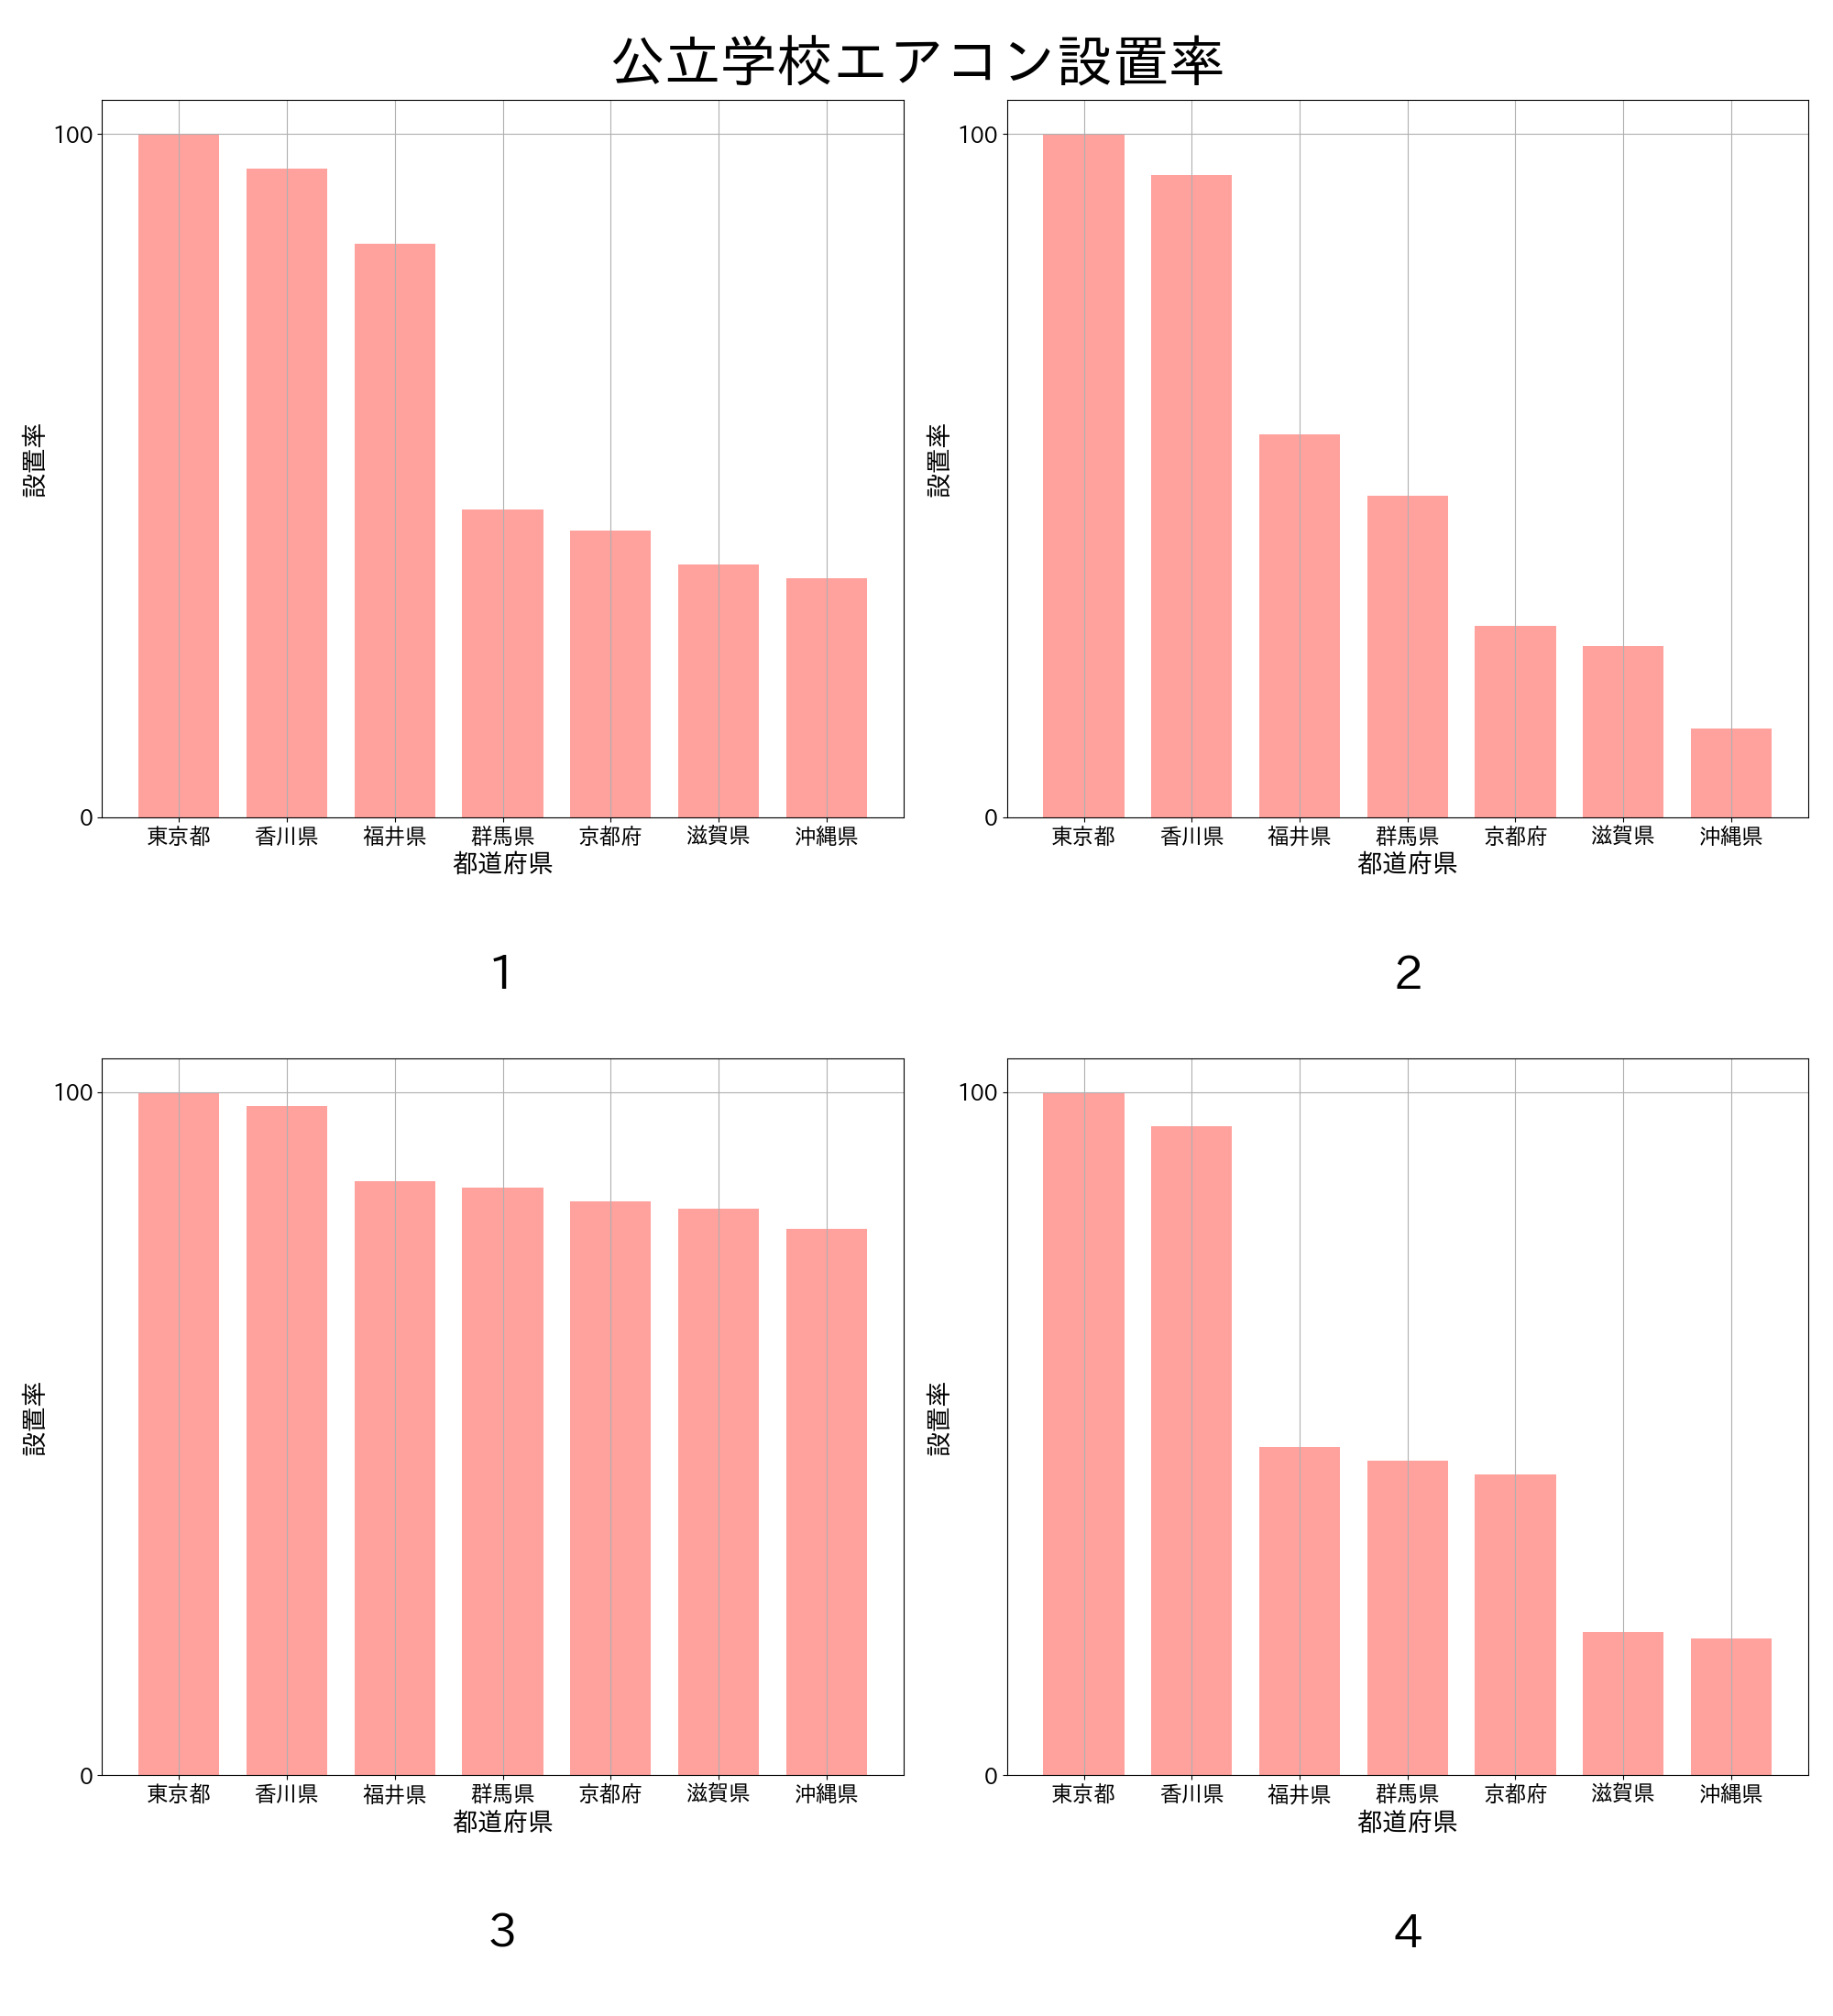 公立学校エアコン設置率
100
設置率
0
東京都 香川県 福井県 群馬県 京都府 滋賀県 沖縄県
都道府県
1
100
設置率
0
東京都 香川県 福井県 群馬県 京都府 滋賀県 沖縄県
都道府県
2
100
設置率
0
東京都 香川県 福井県 群馬県 京都府 滋賀県 沖縄県
都道府県
3
100
設置率
0
東京都 香川県 福井県 群馬県 京都府 滋賀県 沖縄県
都道府県
4